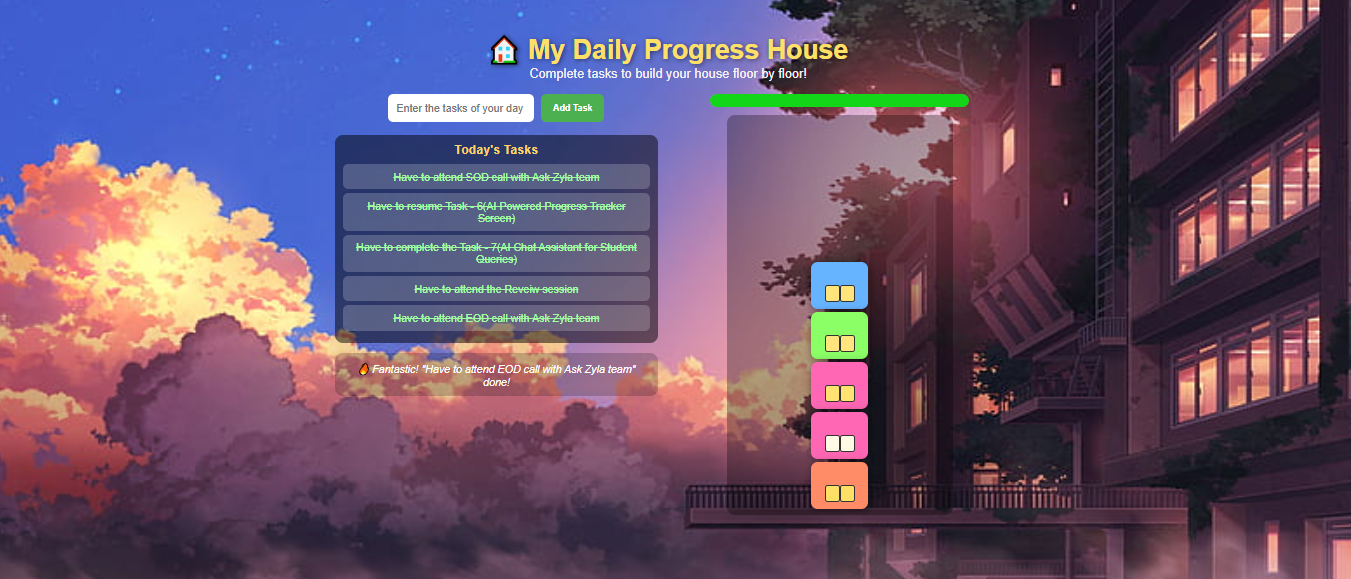 🏠 My Daily Progress House
Complete tasks to build your house floor by floor!
Enter the tasks of your day
Add Task
Today's Tasks
Have to attend SOD call with Ask Zyla team
Have to resume Task - 6(AI Powered Progress Tracker
Screen)
Have to complete the Task - 7(AI Chat Assistant for Student
Queries)
Have to attend the Reveiw session
Have to attend EOD call with Ask Zyla team
🔥 Fantastic! "Have to attend EOD call with Ask Zyla team"
done!